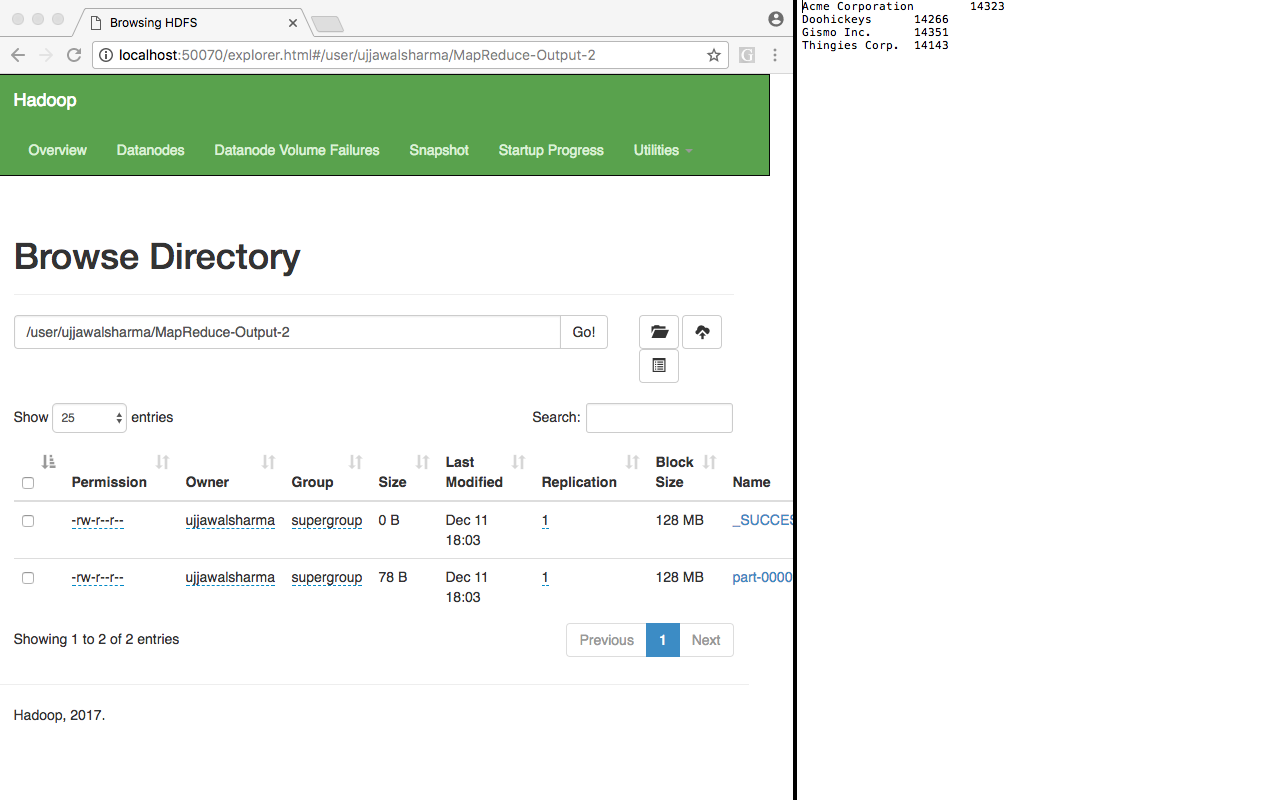 Browsing HDFS
localhost:50070/explorer.html#/user/ujjawalsharma/MapReduce-Output-2
Hadoop
Overview Datanodes Datanode Volume Failures Snapshot Startup Progress Utilities
Browse Directory
/user/ujjawalsharma/MapReduce-Output-2 Go!
Show 25 entries Search:
Permission Owner Group Size Last Modified Replication Block Size Name
-rw-r--r-- ujjawalsharma supergroup 0 B Dec 11 18:03 1 128 MB _SUCCES
-rw-r--r-- ujjawalsharma supergroup 78 B Dec 11 18:03 1 128 MB part-0000
Showing 1 to 2 of 2 entries Previous 1 Next
Hadoop, 2017.
Acme Corporation 14323
Doohickeys 14266
Gismo Inc. 14351
Thingies Corp. 14143